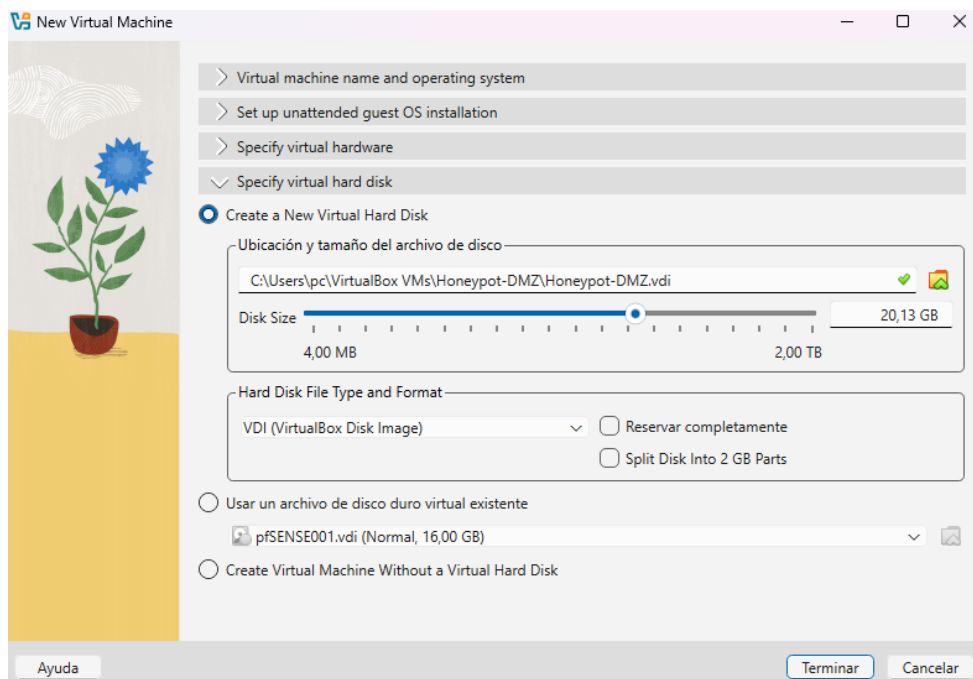 New Virtual Machine
Virtual machine name and operating system
Set up unattended guest OS installation
Specify virtual hardware
Specify virtual hard disk
Create a New Virtual Hard Disk
Ubicación y tamaño del archivo de disco
C:\Users\pc\VirtualBox VMs\Honeypot-DMZ\Honeypot-DMZ.vdi
Disk Size 20,13 GB
4,00 MB 2,00 TB
Hard Disk File Type and Format
VDI (VirtualBox Disk Image) Reservar completamente
Split Disk Into 2 GB Parts
Usar un archivo de disco duro virtual existente
pfSENSE001.vdi (Normal, 16,00 GB)
Create Virtual Machine Without a Virtual Hard Disk
Ayuda Terminar Cancelar